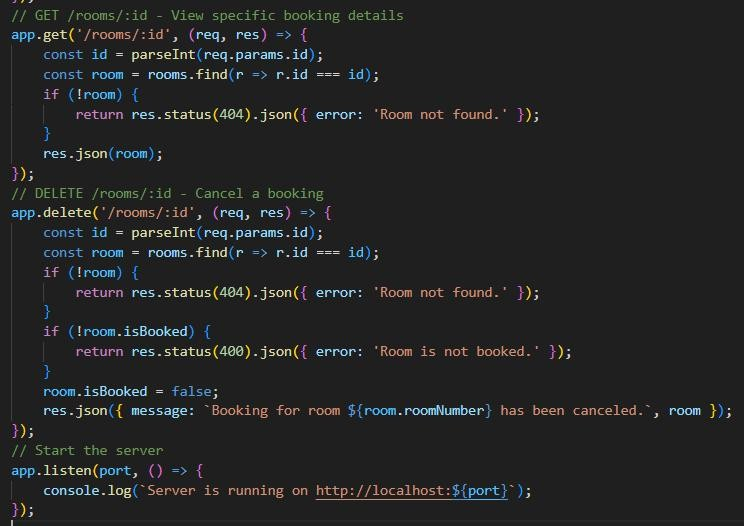 // GET /rooms/:id - View specific booking details
app.get('/rooms/:id', (req, res) => {
    const id = parseInt(req.params.id);
    const room = rooms.find(r => r.id === id);
    if (!room) {
        return res.status(404).json({ error: 'Room not found.' });
    }
    res.json(room);
});
// DELETE /rooms/:id - Cancel a booking
app.delete('/rooms/:id', (req, res) => {
    const id = parseInt(req.params.id);
    const room = rooms.find(r => r.id === id);
    if (!room) {
        return res.status(404).json({ error: 'Room not found.' });
    }
    if (!room.isBooked) {
        return res.status(400).json({ error: 'Room is not booked.' });
    }
    room.isBooked = false;
    res.json({ message: `Booking for room ${room.roomNumber} has been canceled.`, room });
});
// Start the server
app.listen(port, () => {
    console.log(`Server is running on http://localhost:${port}`);
});